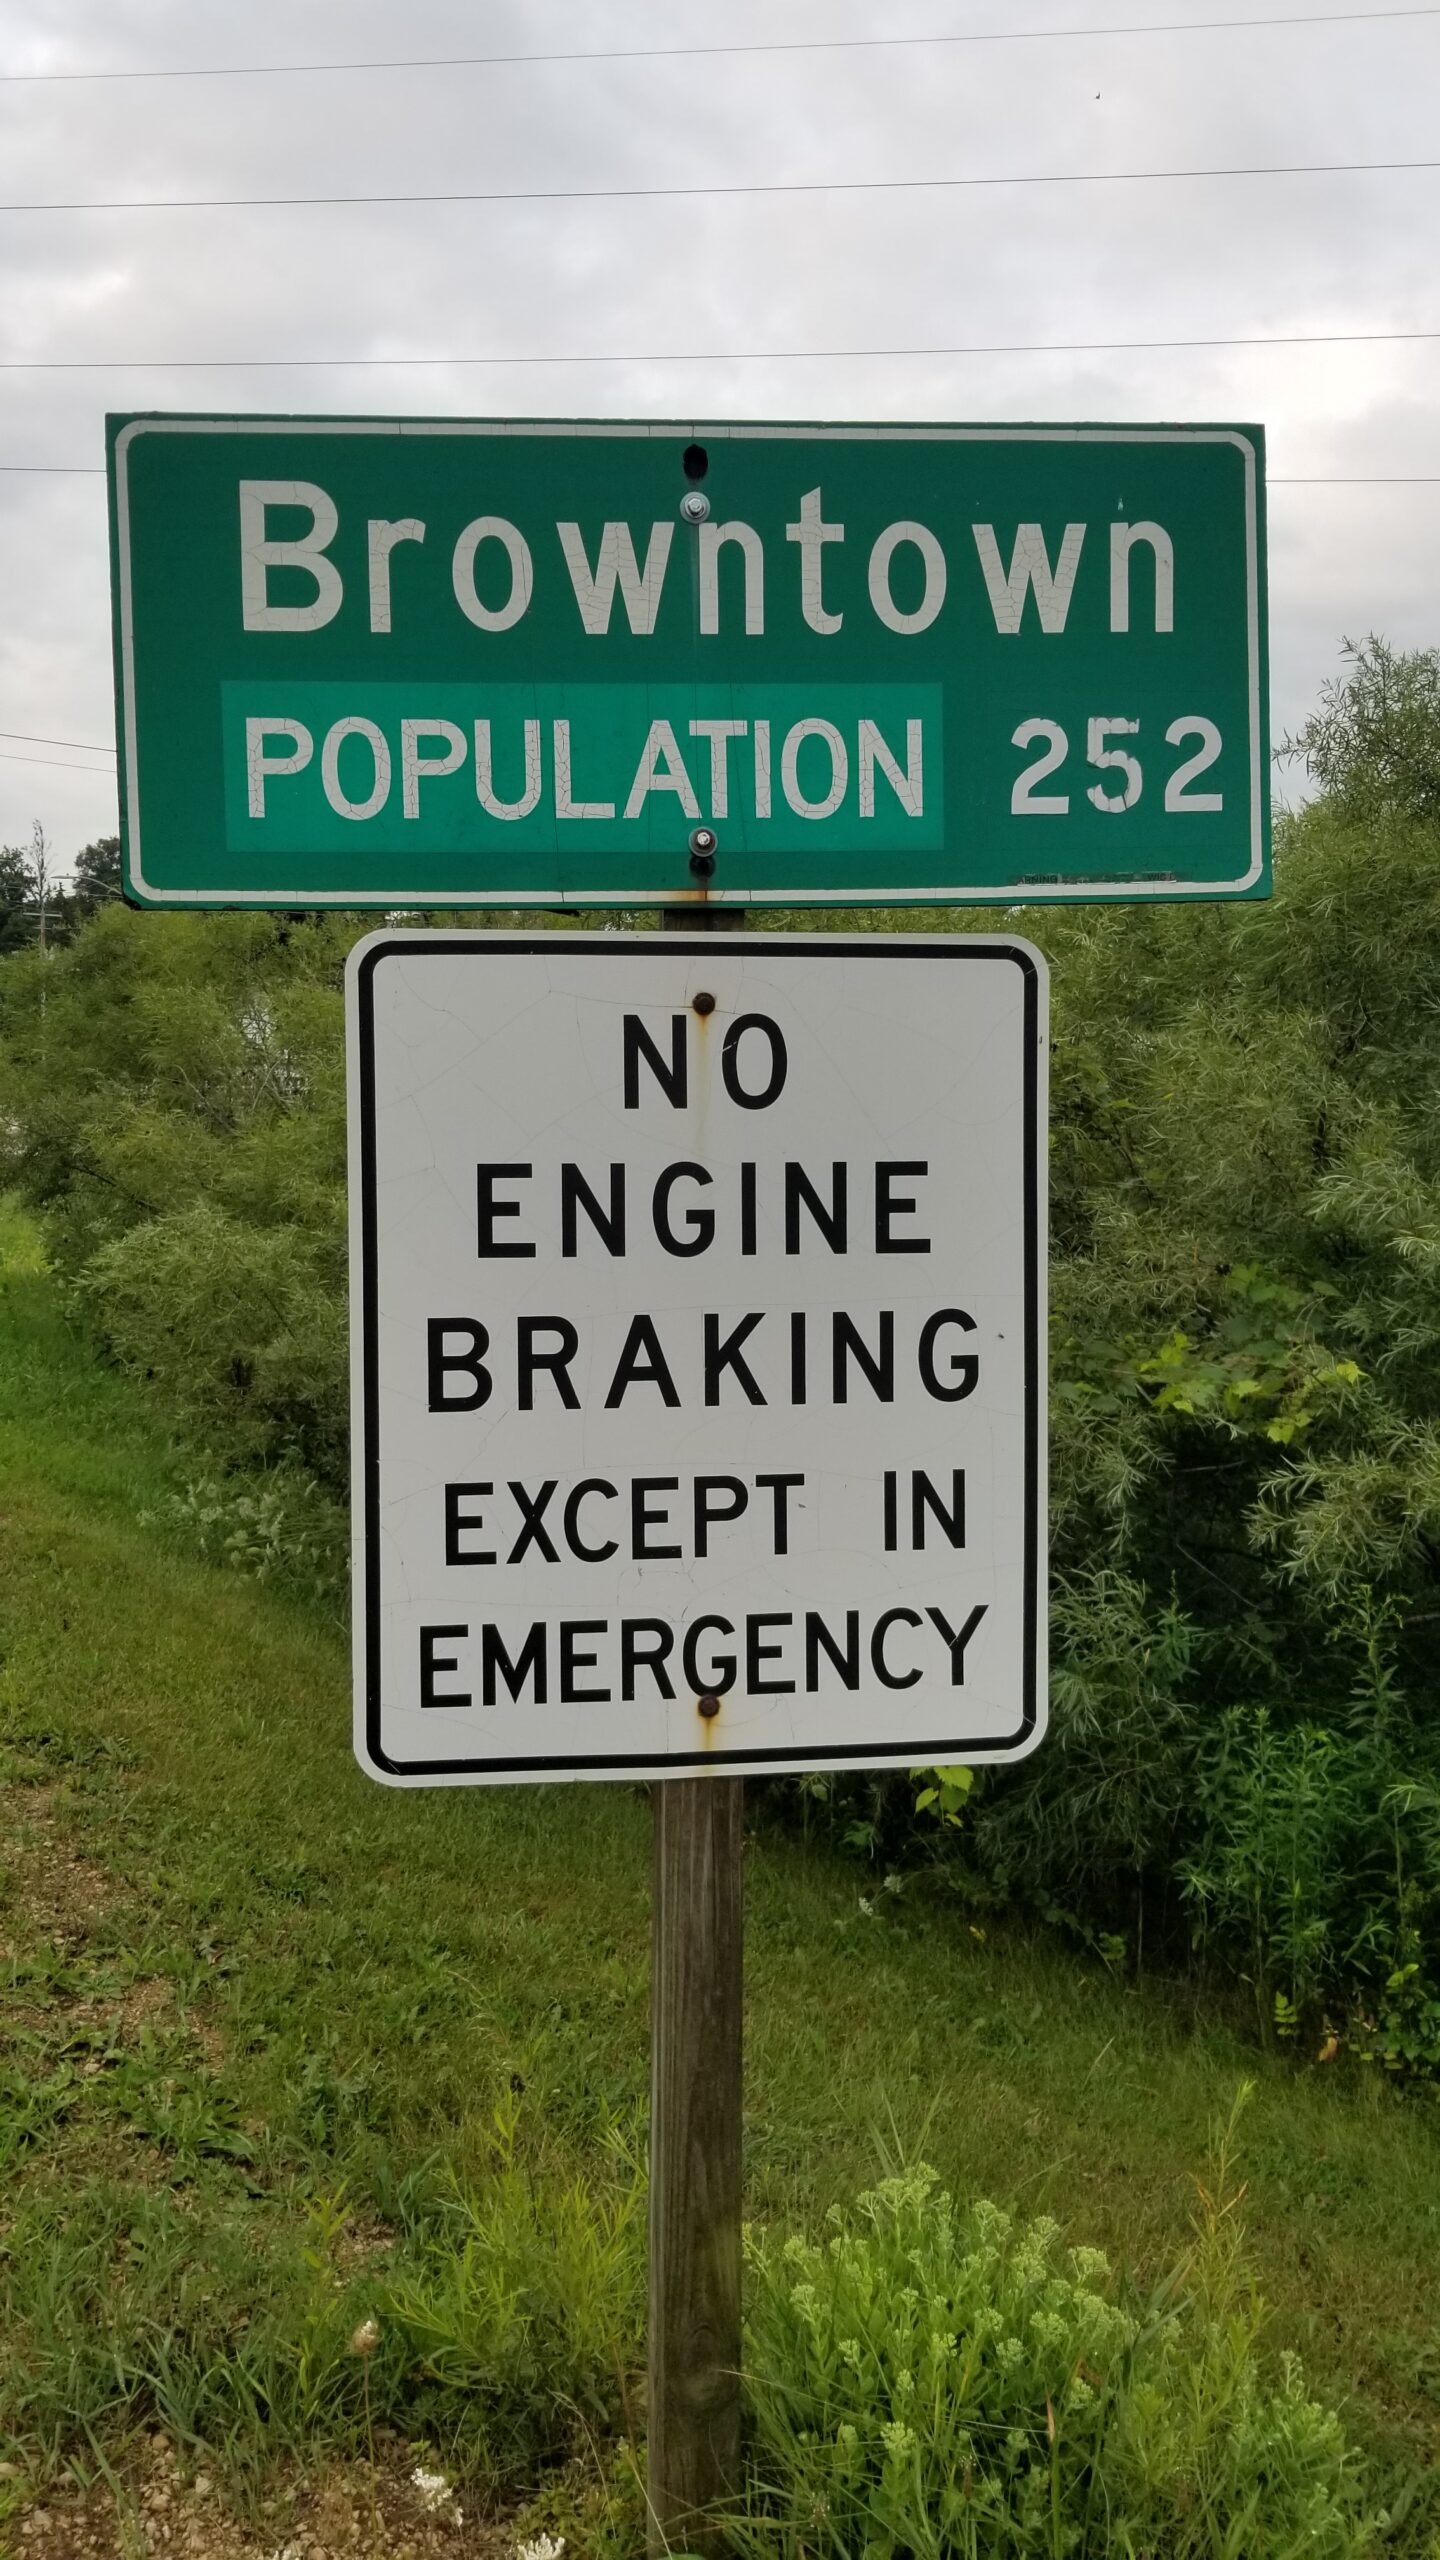 Browntown
POPULATION 252
NO
ENGINE
BRAKING
EXCEPT IN
EMERGENCY